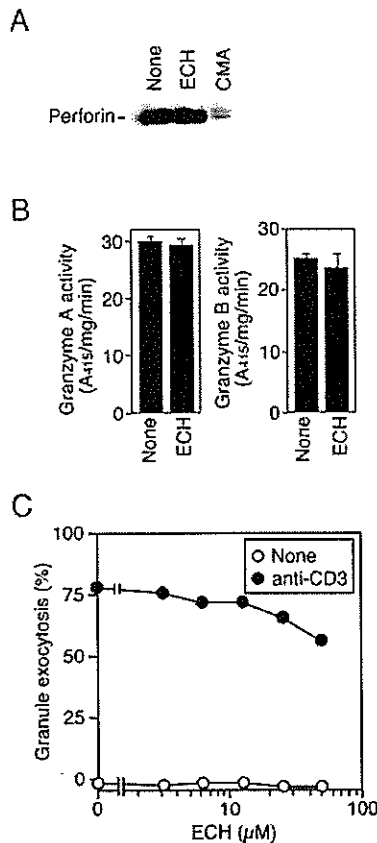 A
None
ECH
CMA
Perforin
B
Granzyme A activity
(A415/mg/min)
30
20
10
0
None
ECH
Granzyme B activity
(A415/mg/min)
30
20
10
0
None
ECH
C
Granule exocytosis (%)
100
75
50
25
0
None
anti-CD3
0
10
100
ECH (µM)